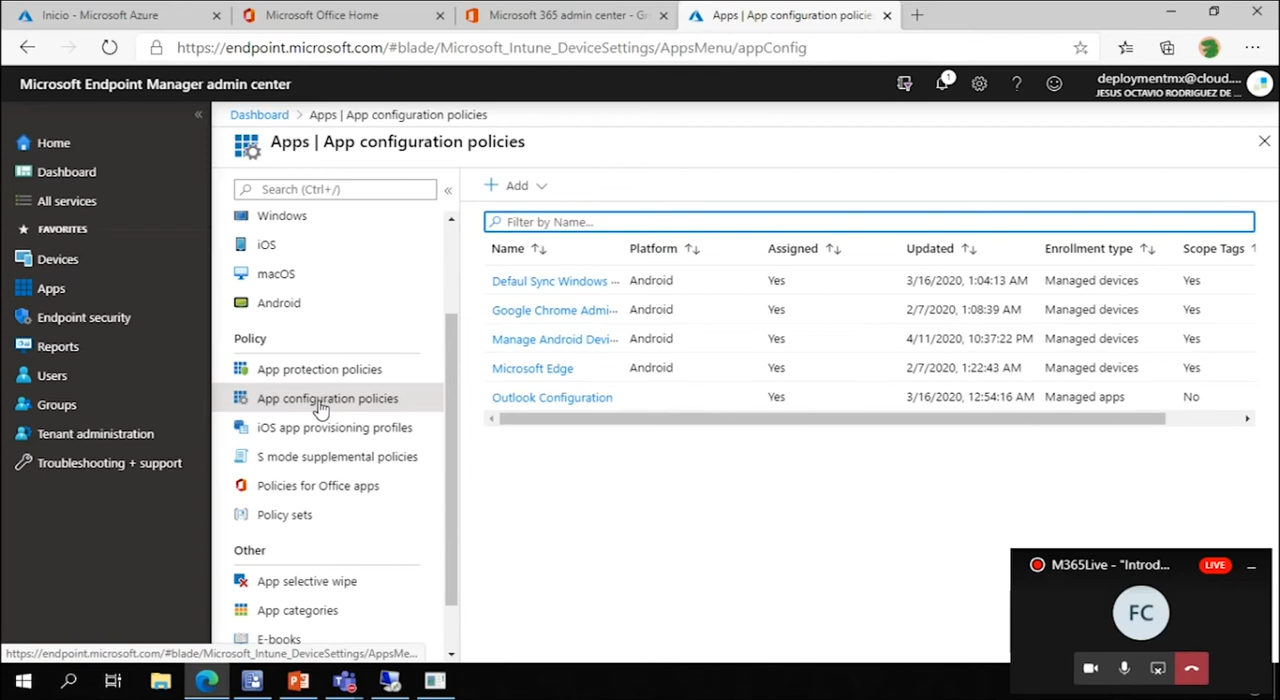 Inicio - Microsoft Azure
Microsoft Office Home
Microsoft 365 admin center - Gr
Apps | App configuration policie
https://endpoint.microsoft.com/#blade/Microsoft_Intune_DeviceSettings/AppsMenu/appConfig
Microsoft Endpoint Manager admin center
1
deploymentmx@cloud....
JESUS OCTAVIO RODRIGUEZ DE ...
Home
Dashboard
All services
FAVORITES
Devices
Apps
Endpoint security
Reports
Users
Groups
Tenant administration
Troubleshooting + support
Dashboard > Apps | App configuration policies
Apps | App configuration policies
Search (Ctrl+/)
Windows
iOS
macOS
Android
Policy
App protection policies
App configuration policies
iOS app provisioning profiles
S mode supplemental policies
Policies for Office apps
Policy sets
Other
App selective wipe
App categories
E-books
Add
Filter by Name...
Name Platform Assigned Updated Enrollment type Scope Tags
Defaul Sync Windows ... Android Yes 3/16/2020, 1:04:13 AM Managed devices Yes
Google Chrome Admi... Android Yes 2/7/2020, 1:08:39 AM Managed devices Yes
Manage Android Devi... Android Yes 4/11/2020, 10:37:22 PM Managed devices Yes
Microsoft Edge Android Yes 2/7/2020, 1:22:43 AM Managed devices Yes
Outlook Configuration Yes 3/16/2020, 12:54:16 AM Managed apps No
https://endpoint.microsoft.com/#blade/Microsoft_Intune_DeviceSettings/AppsMe...
M365Live - "Introd... LIVE
FC